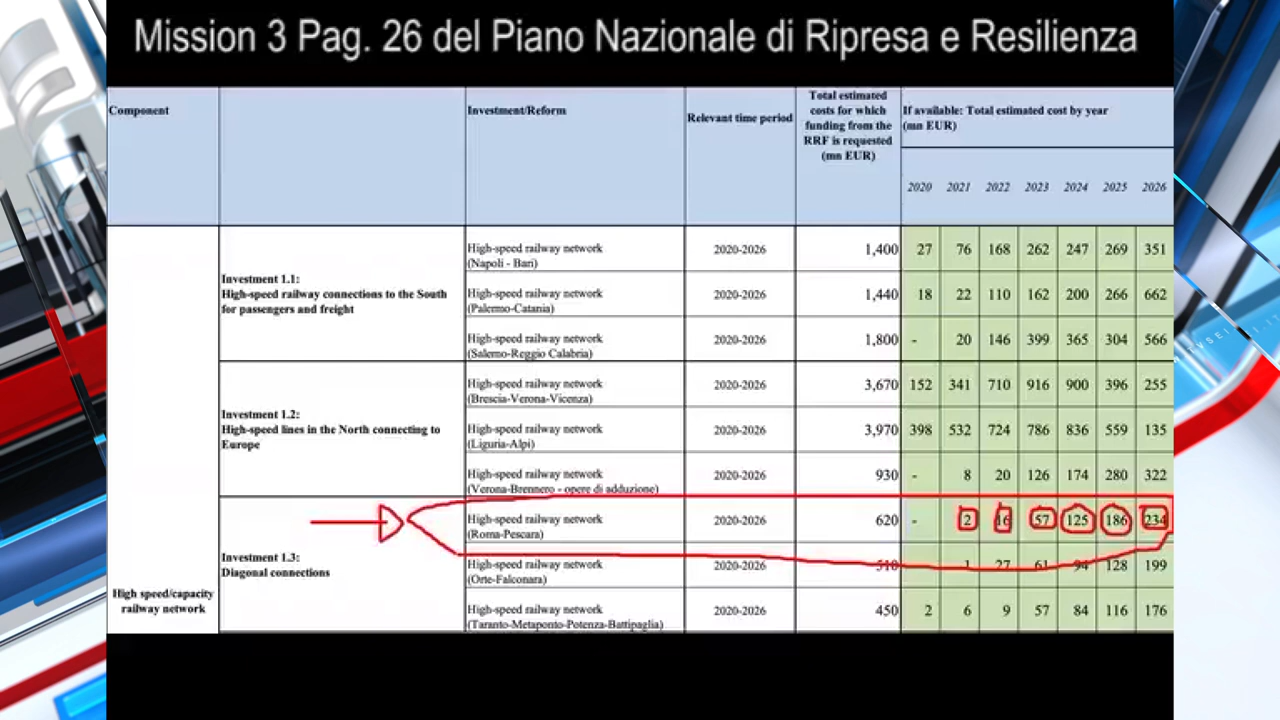 Mission 3 Pag. 26 del Piano Nazionale di Ripresa e Resilienza
Component
Investment/Reform
Relevant time period
Total estimated
costs for which
funding from the
RRF is requested
(mn EUR)
If available: Total estimated cost by year
(mn EUR)
2020 2021 2022 2023 2024 2025 2026
High speed/capacity
railway network
Investment 1.1:
High-speed railway connections to the South
for passengers and freight
High-speed railway network
(Napoli - Bari)
2020-2026 1,400 27 76 168 262 247 269 351
High-speed railway network
(Palermo-Catania)
2020-2026 1,440 18 22 110 162 200 266 662
High-speed railway network
(Salerno-Reggio Calabria)
2020-2026 1,800 - 20 146 399 365 304 566
Investment 1.2:
High-speed lines in the North connecting to
Europe
High-speed railway network
(Brescia-Verona-Vicenza)
2020-2026 3,670 152 341 710 916 900 396 255
High-speed railway network
(Liguria-Alpi)
2020-2026 3,970 398 532 724 786 836 559 135
High-speed railway network
(Verona-Brennero - opere di adduzione)
2020-2026 930 - 8 20 126 174 280 322
Investment 1.3:
Diagonal connections
High-speed railway network
(Roma-Pescara)
2020-2026 620 - 2 16 57 125 186 234
High-speed railway network
(Orte-Falconara)
2020-2026 510 1 27 61 94 128 199
High-speed railway network
(Taranto-Metaponto-Potenza-Battipaglia)
2020-2026 450 2 6 9 57 84 116 176